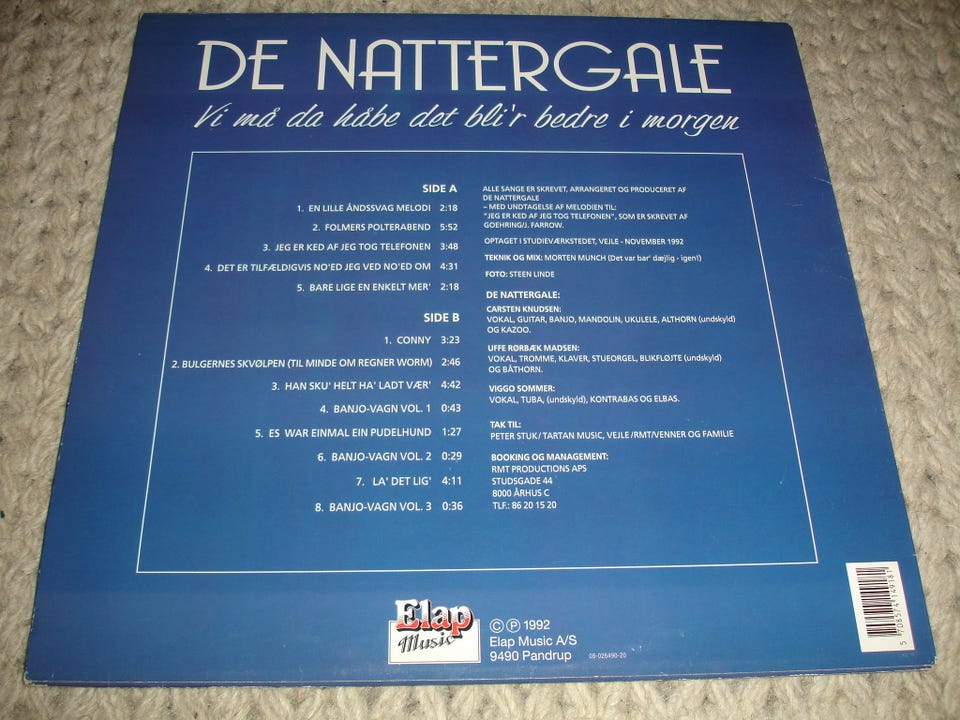 DE NATTERGALE
Vi må da håbe det bli'r bedre i morgen
SIDE A
1. EN LILLE ÅNDSSVAG MELODI 2:18
2. FOLMERS POLTERABEND 5:52
3. JEG ER KED AF JEG TOG TELEFONEN 3:48
4. DET ER TILFÆLDIGVIS NO'ED JEG VED NO'ED OM 4:31
5. BARE LIGE EN ENKELT MER' 2:18
SIDE B
1. CONNY 3:23
2. BULGERNES SKVØLPEN (TIL MINDE OM REGNER WORM) 2:46
3. HAN SKU' HELT HA' LADT VÆR' 4:42
4. BANJO-VAGN VOL. 1 0:43
5. ES WAR EINMAL EIN PUDELHUND 1:27
6. BANJO-VAGN VOL. 2 0:29
7. LA' DET LIG' 4:11
8. BANJO-VAGN VOL. 3 0:36
ALLE SANGE ER SKREVET, ARRANGERET OG PRODUCERET AF
DE NATTERGALE
– MED UNDTAGELSE AF MELODIEN TIL:
"JEG ER KED AF JEG TOG TELEFONEN", SOM ER SKREVET AF
GOEHRING/J. FARROW.
OPTAGET I STUDIEVÆRKSTEDET, VEJLE - NOVEMBER 1992
TEKNIK OG MIX: MORTEN MUNCH (Det var bar' dæjlig - igen!)
FOTO: STEEN LINDE
DE NATTERGALE:
CARSTEN KNUDSEN:
VOKAL, GUITAR, BANJO, MANDOLIN, UKULELE, ALTHORN (undskyld)
OG KAZOO.
UFFE RØRBÆK MADSEN:
VOKAL, TROMME, KLAVER, STUEORGEL, BLIKFLØJTE (undskyld)
OG BÅTHORN.
VIGGO SOMMER:
VOKAL, TUBA, (undskyld), KONTRABAS OG ELBAS.
TAK TIL:
PETER STUK/ TARTAN MUSIC, VEJLE /RMT/VENNER OG FAMILIE
BOOKING OG MANAGEMENT:
RMT PRODUCTIONS APS
STUDSGADE 44
8000 ÅRHUS C
TLF.: 86 20 15 20
Elap
Music
© ℗ 1992
Elap Music A/S
9490 Pandrup
08-026490-20
5 708574 149181